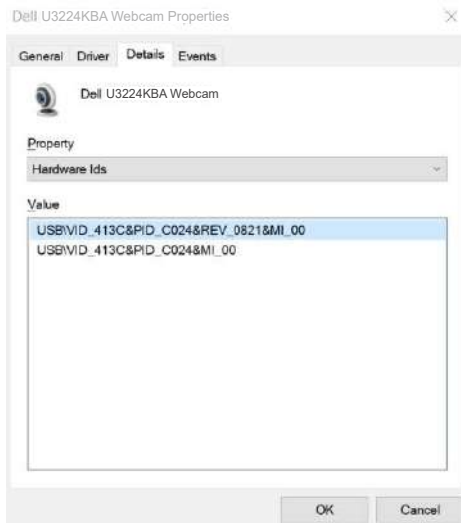 Dell U3224KBA Webcam Properties
General Driver Details Events
Dell U3224KBA Webcam
Property
Hardware Ids
Value
USB\VID_413C&PID_C024&REV_0821&MI_00
USB\VID_413C&PID_C024&MI_00
OK Cancel